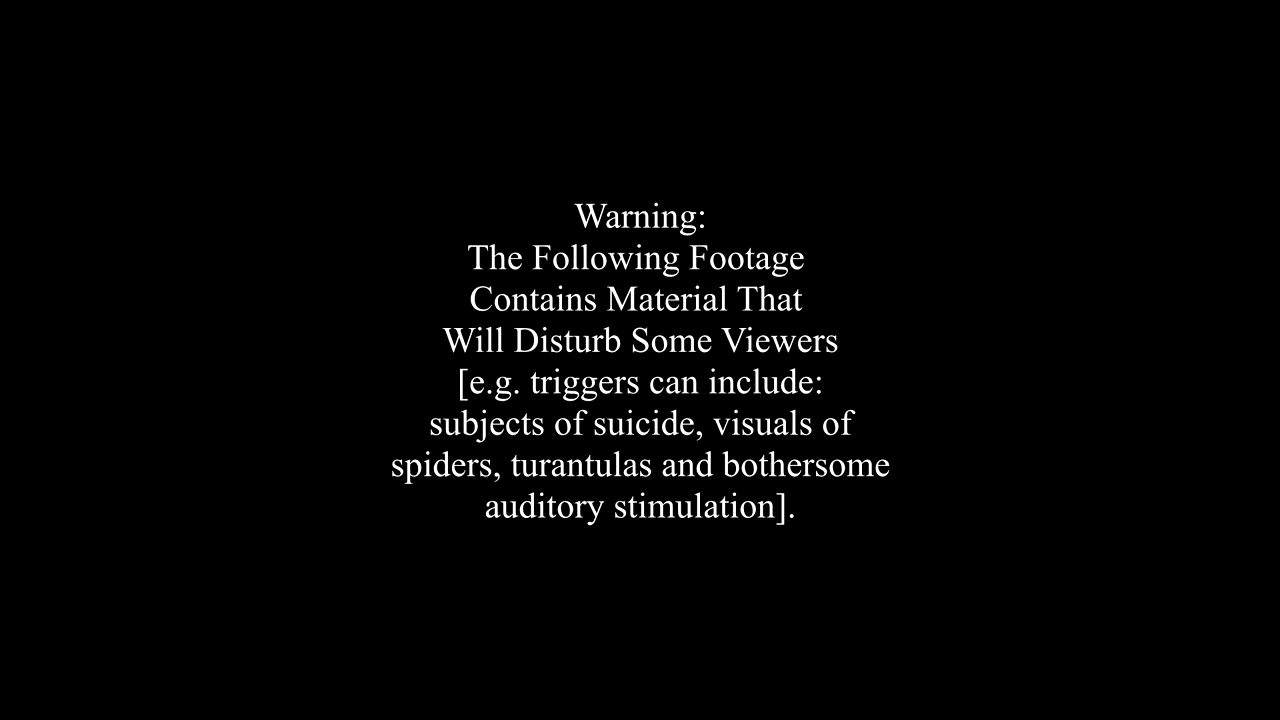 Warning:
The Following Footage
Contains Material That
Will Disturb Some Viewers
[e.g. triggers can include:
subjects of suicide, visuals of
spiders, turantulas and bothersome
auditory stimulation].